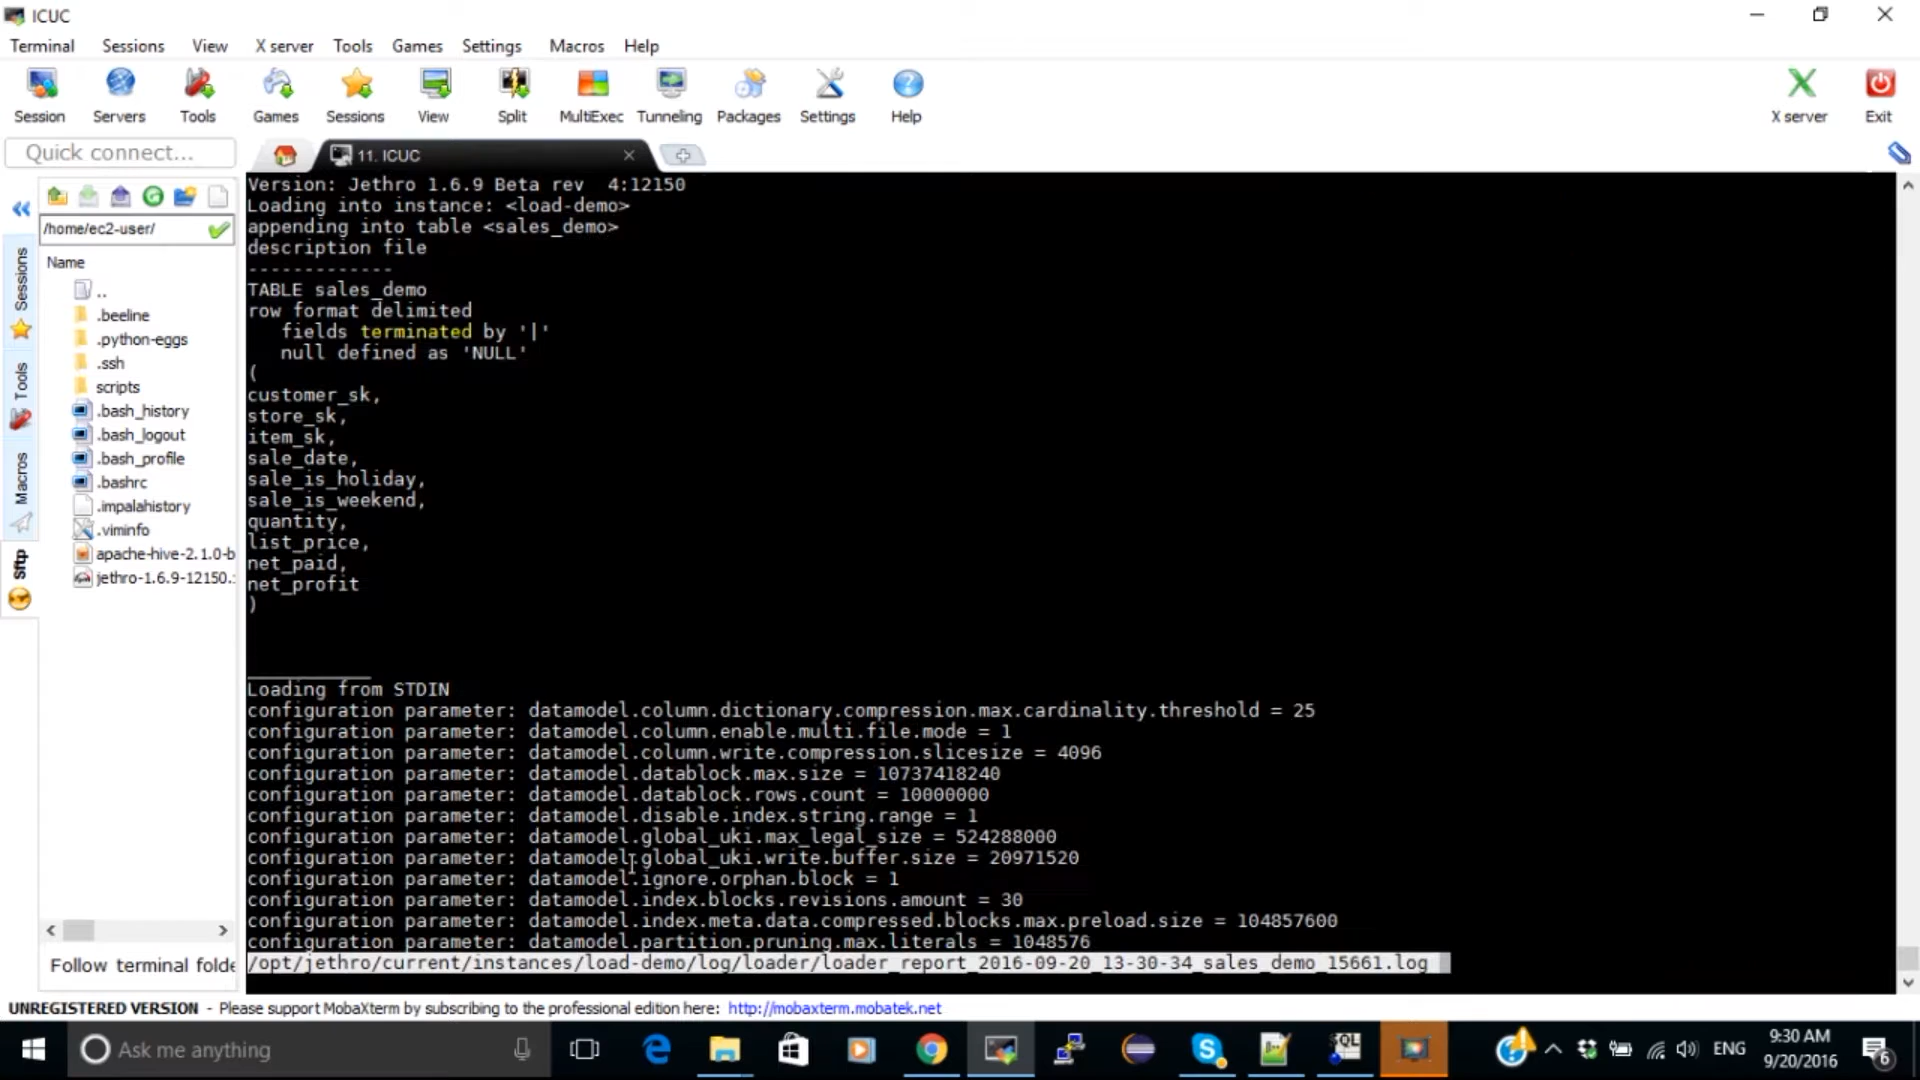 ICUC
Terminal Sessions View X server Tools Games Settings Macros Help
Session Servers Tools Games Sessions View Split MultiExec Tunneling Packages Settings Help X server Exit
Quick connect...
11. ICUC
/home/ec2-user/
Name
..
.beeline
.python-eggs
.ssh
scripts
.bash_history
.bash_logout
.bash_profile
.bashrc
.impalahistory
.viminfo
apache-hive-2.1.0-b
jethro-1.6.9-12150.
Follow terminal folde
Sessions
Tools
Macros
Sftp
Version: Jethro 1.6.9 Beta rev  4:12150
Loading into instance: <load-demo>
appending into table <sales_demo>
description file
-------------
TABLE sales_demo
row format delimited
fields terminated by '|'
null defined as 'NULL'
(
customer_sk,
store_sk,
item_sk,
sale_date,
sale_is_holiday,
sale_is_weekend,
quantity,
list_price,
net_paid,
net_profit
)
___________
Loading from STDIN
configuration parameter: datamodel.column.dictionary.compression.max.cardinality.threshold = 25
configuration parameter: datamodel.column.enable.multi.file.mode = 1
configuration parameter: datamodel.column.write.compression.slicesize = 4096
configuration parameter: datamodel.datablock.max.size = 10737418240
configuration parameter: datamodel.datablock.rows.count = 10000000
configuration parameter: datamodel.disable.index.string.range = 1
configuration parameter: datamodel.global_uki.max_legal_size = 524288000
configuration parameter: datamodel.global_uki.write.buffer.size = 20971520
configuration parameter: datamodel.ignore.orphan.block = 1
configuration parameter: datamodel.index.blocks.revisions.amount = 30
configuration parameter: datamodel.index.meta.data.compressed.blocks.max.preload.size = 104857600
configuration parameter: datamodel.partition.pruning.max.literals = 1048576
/opt/jethro/current/instances/load-demo/log/loader/loader_report_2016-09-20_13-30-34_sales_demo_15661.log
UNREGISTERED VERSION - Please support MobaXterm by subscribing to the professional edition here: http://mobaxterm.mobatek.net
Ask me anything
QL
ENG
9:30 AM
9/20/2016
6